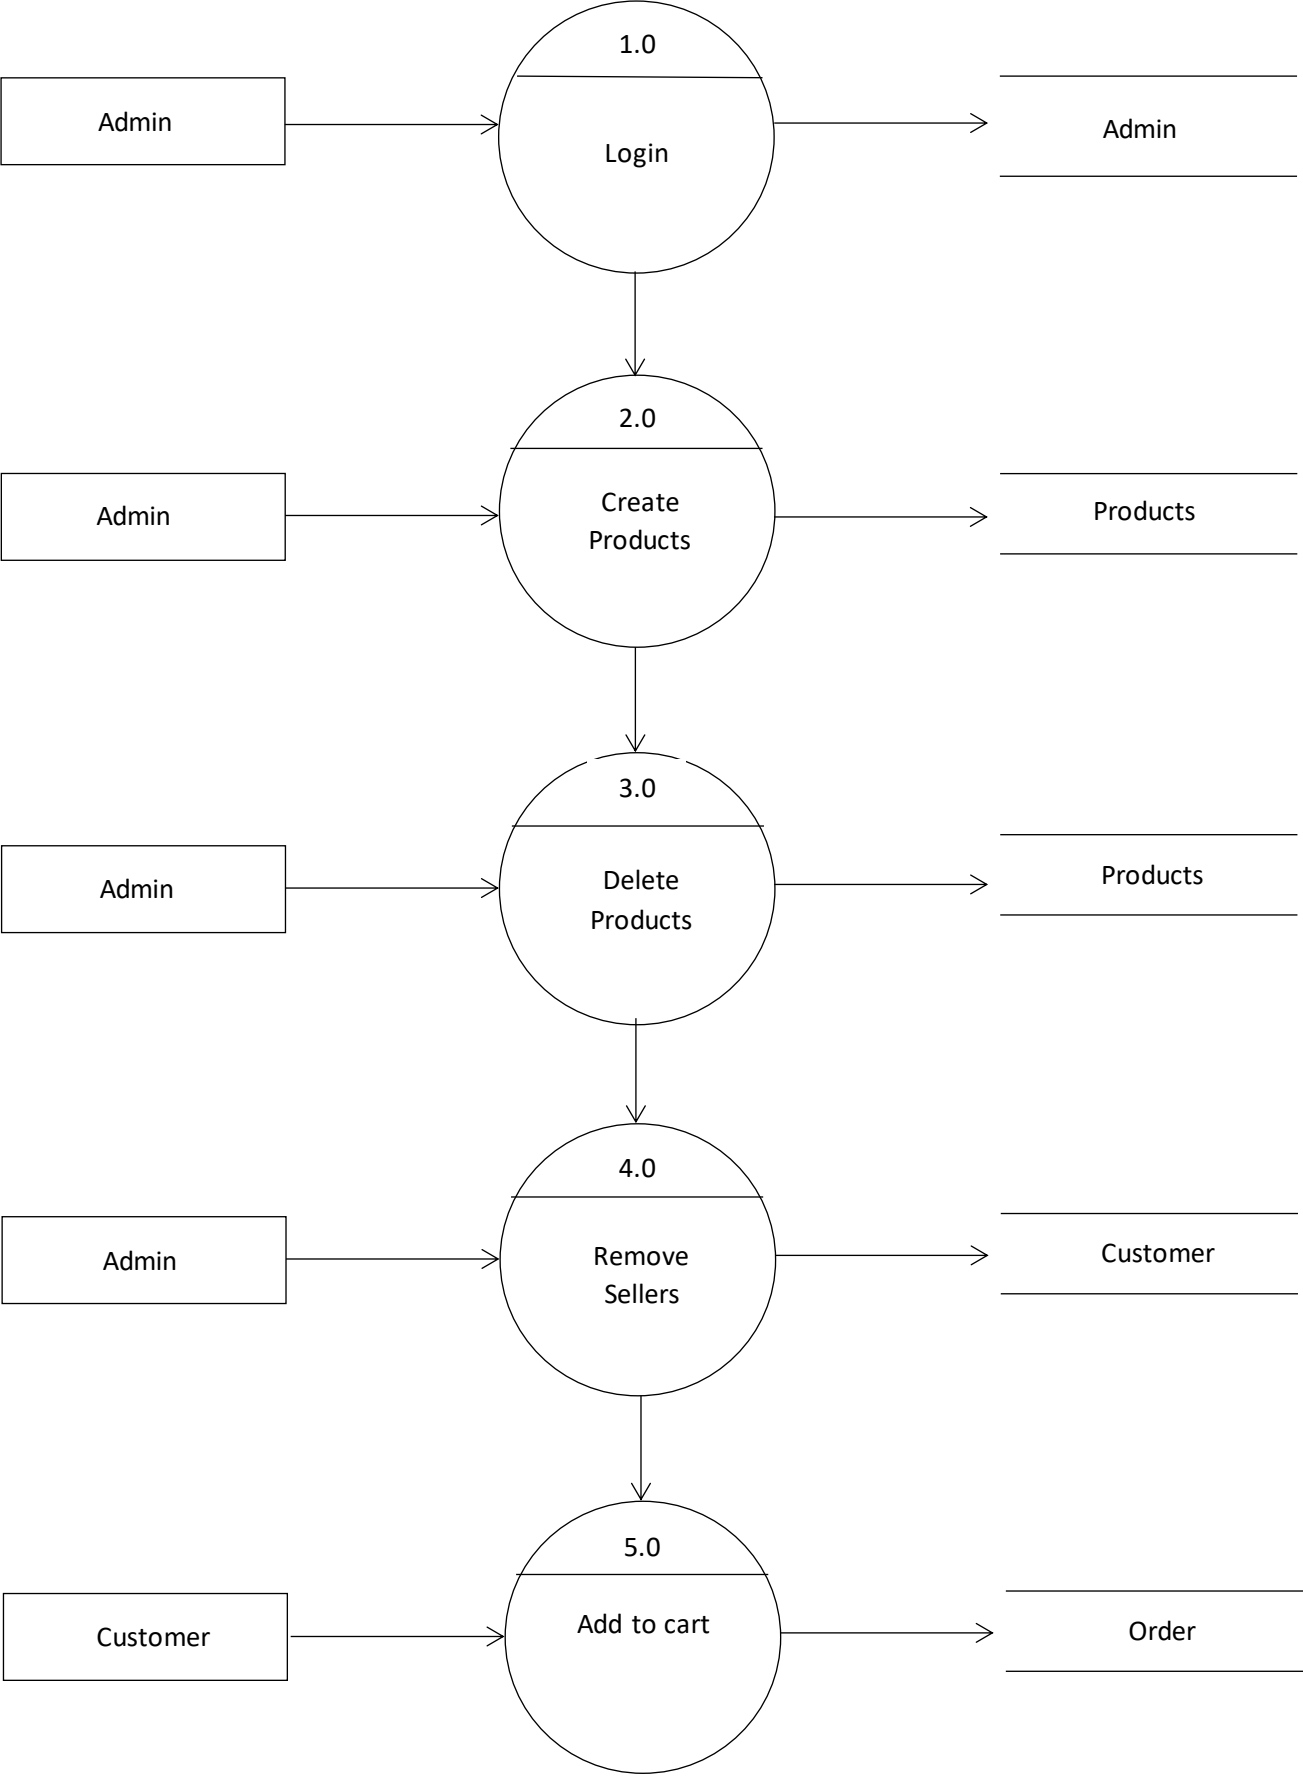 1.0
Admin
Login
Admin
2.0
Admin
Create
Products
Products
3.0
Admin
Delete
Products
Products
4.0
Admin
Remove
Sellers
Customer
5.0
Customer
Add to cart
Order